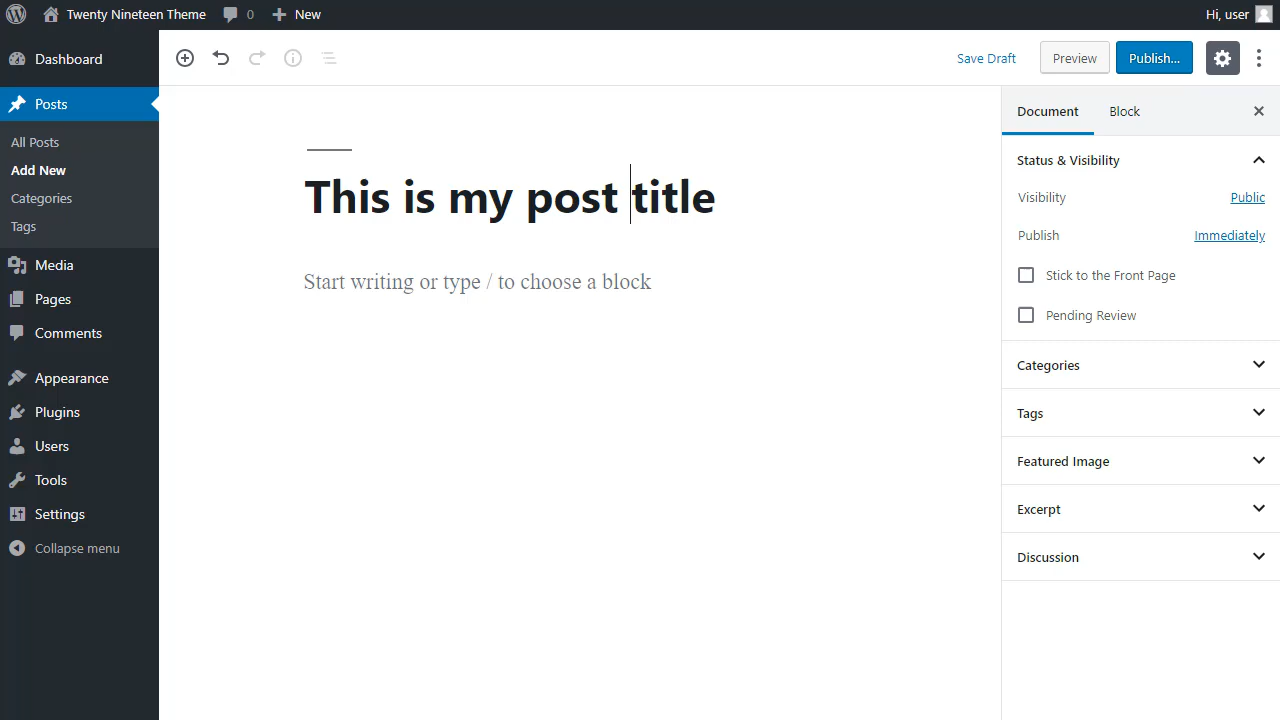 Twenty Nineteen Theme 0 New Hi, user
Dashboard
Posts
All Posts
Add New
Categories
Tags
Media
Pages
Comments
Appearance
Plugins
Users
Tools
Settings
Collapse menu
Save Draft Preview Publish...
This is my post title
Start writing or type / to choose a block
Document Block
Status & Visibility
Visibility Public
Publish Immediately
Stick to the Front Page
Pending Review
Categories
Tags
Featured Image
Excerpt
Discussion